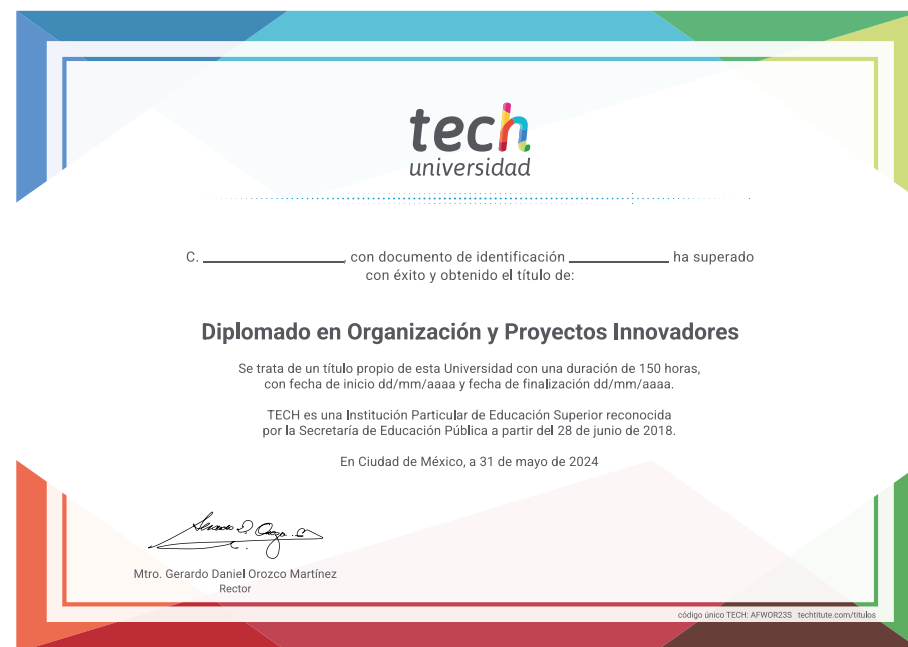 tech
universidad
C. ____________, con documento de identificación ____________ ha superado
con éxito y obtenido el título de:
Diplomado en Organización y Proyectos Innovadores
Se trata de un título propio de esta Universidad con una duración de 150 horas,
con fecha de inicio dd/mm/aaaa y fecha de finalización dd/mm/aaaa.
TECH es una Institución Particular de Educación Superior reconocida
por la Secretaría de Educación Pública a partir del 28 de junio de 2018.
En Ciudad de México, a 31 de mayo de 2024
Mtro. Gerardo Daniel Orozco Martínez
Rector
código único TECH: AFWOR23S techtitute.com/titulos